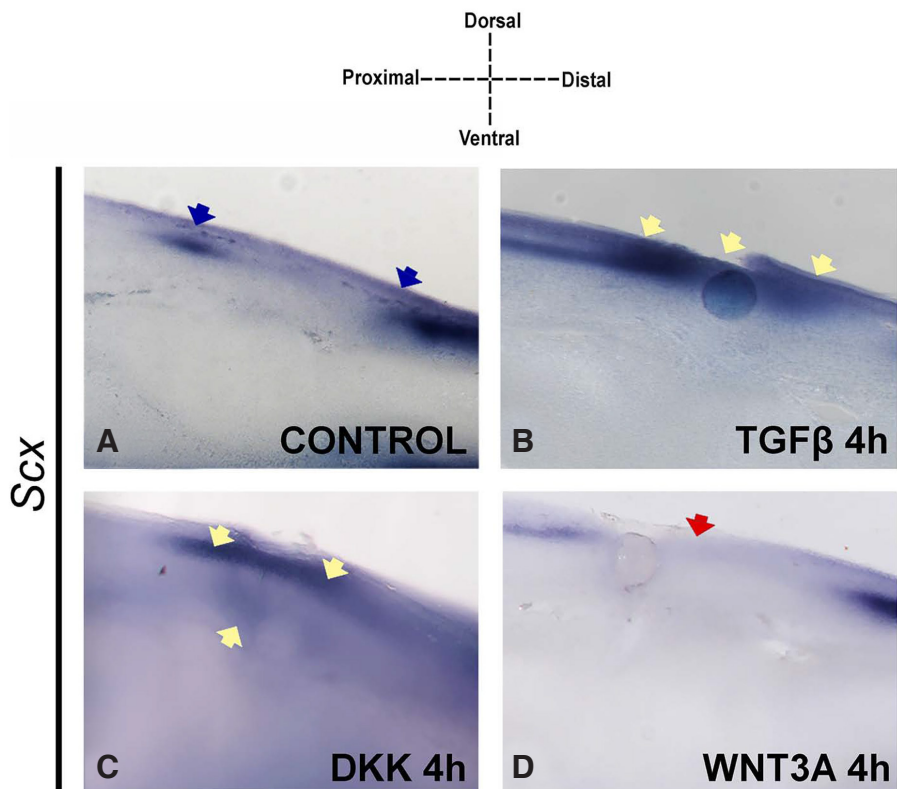 Dorsal
Proximal Distal
Ventral
Scx
A CONTROL
B TGFβ 4h
C DKK 4h
D WNT3A 4h